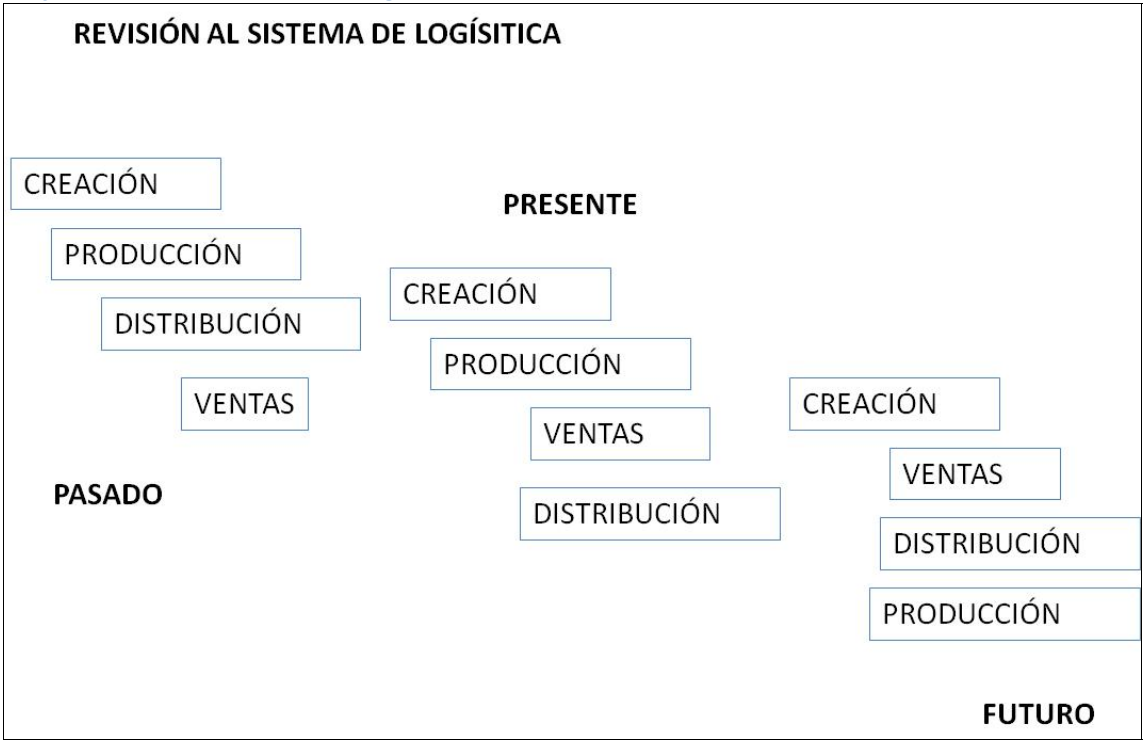 REVISIÓN AL SISTEMA DE LOGÍSITICA
CREACIÓN
PRODUCCIÓN
DISTRIBUCIÓN
VENTAS
PASADO
PRESENTE
CREACIÓN
PRODUCCIÓN
VENTAS
DISTRIBUCIÓN
CREACIÓN
VENTAS
DISTRIBUCIÓN
PRODUCCIÓN
FUTURO